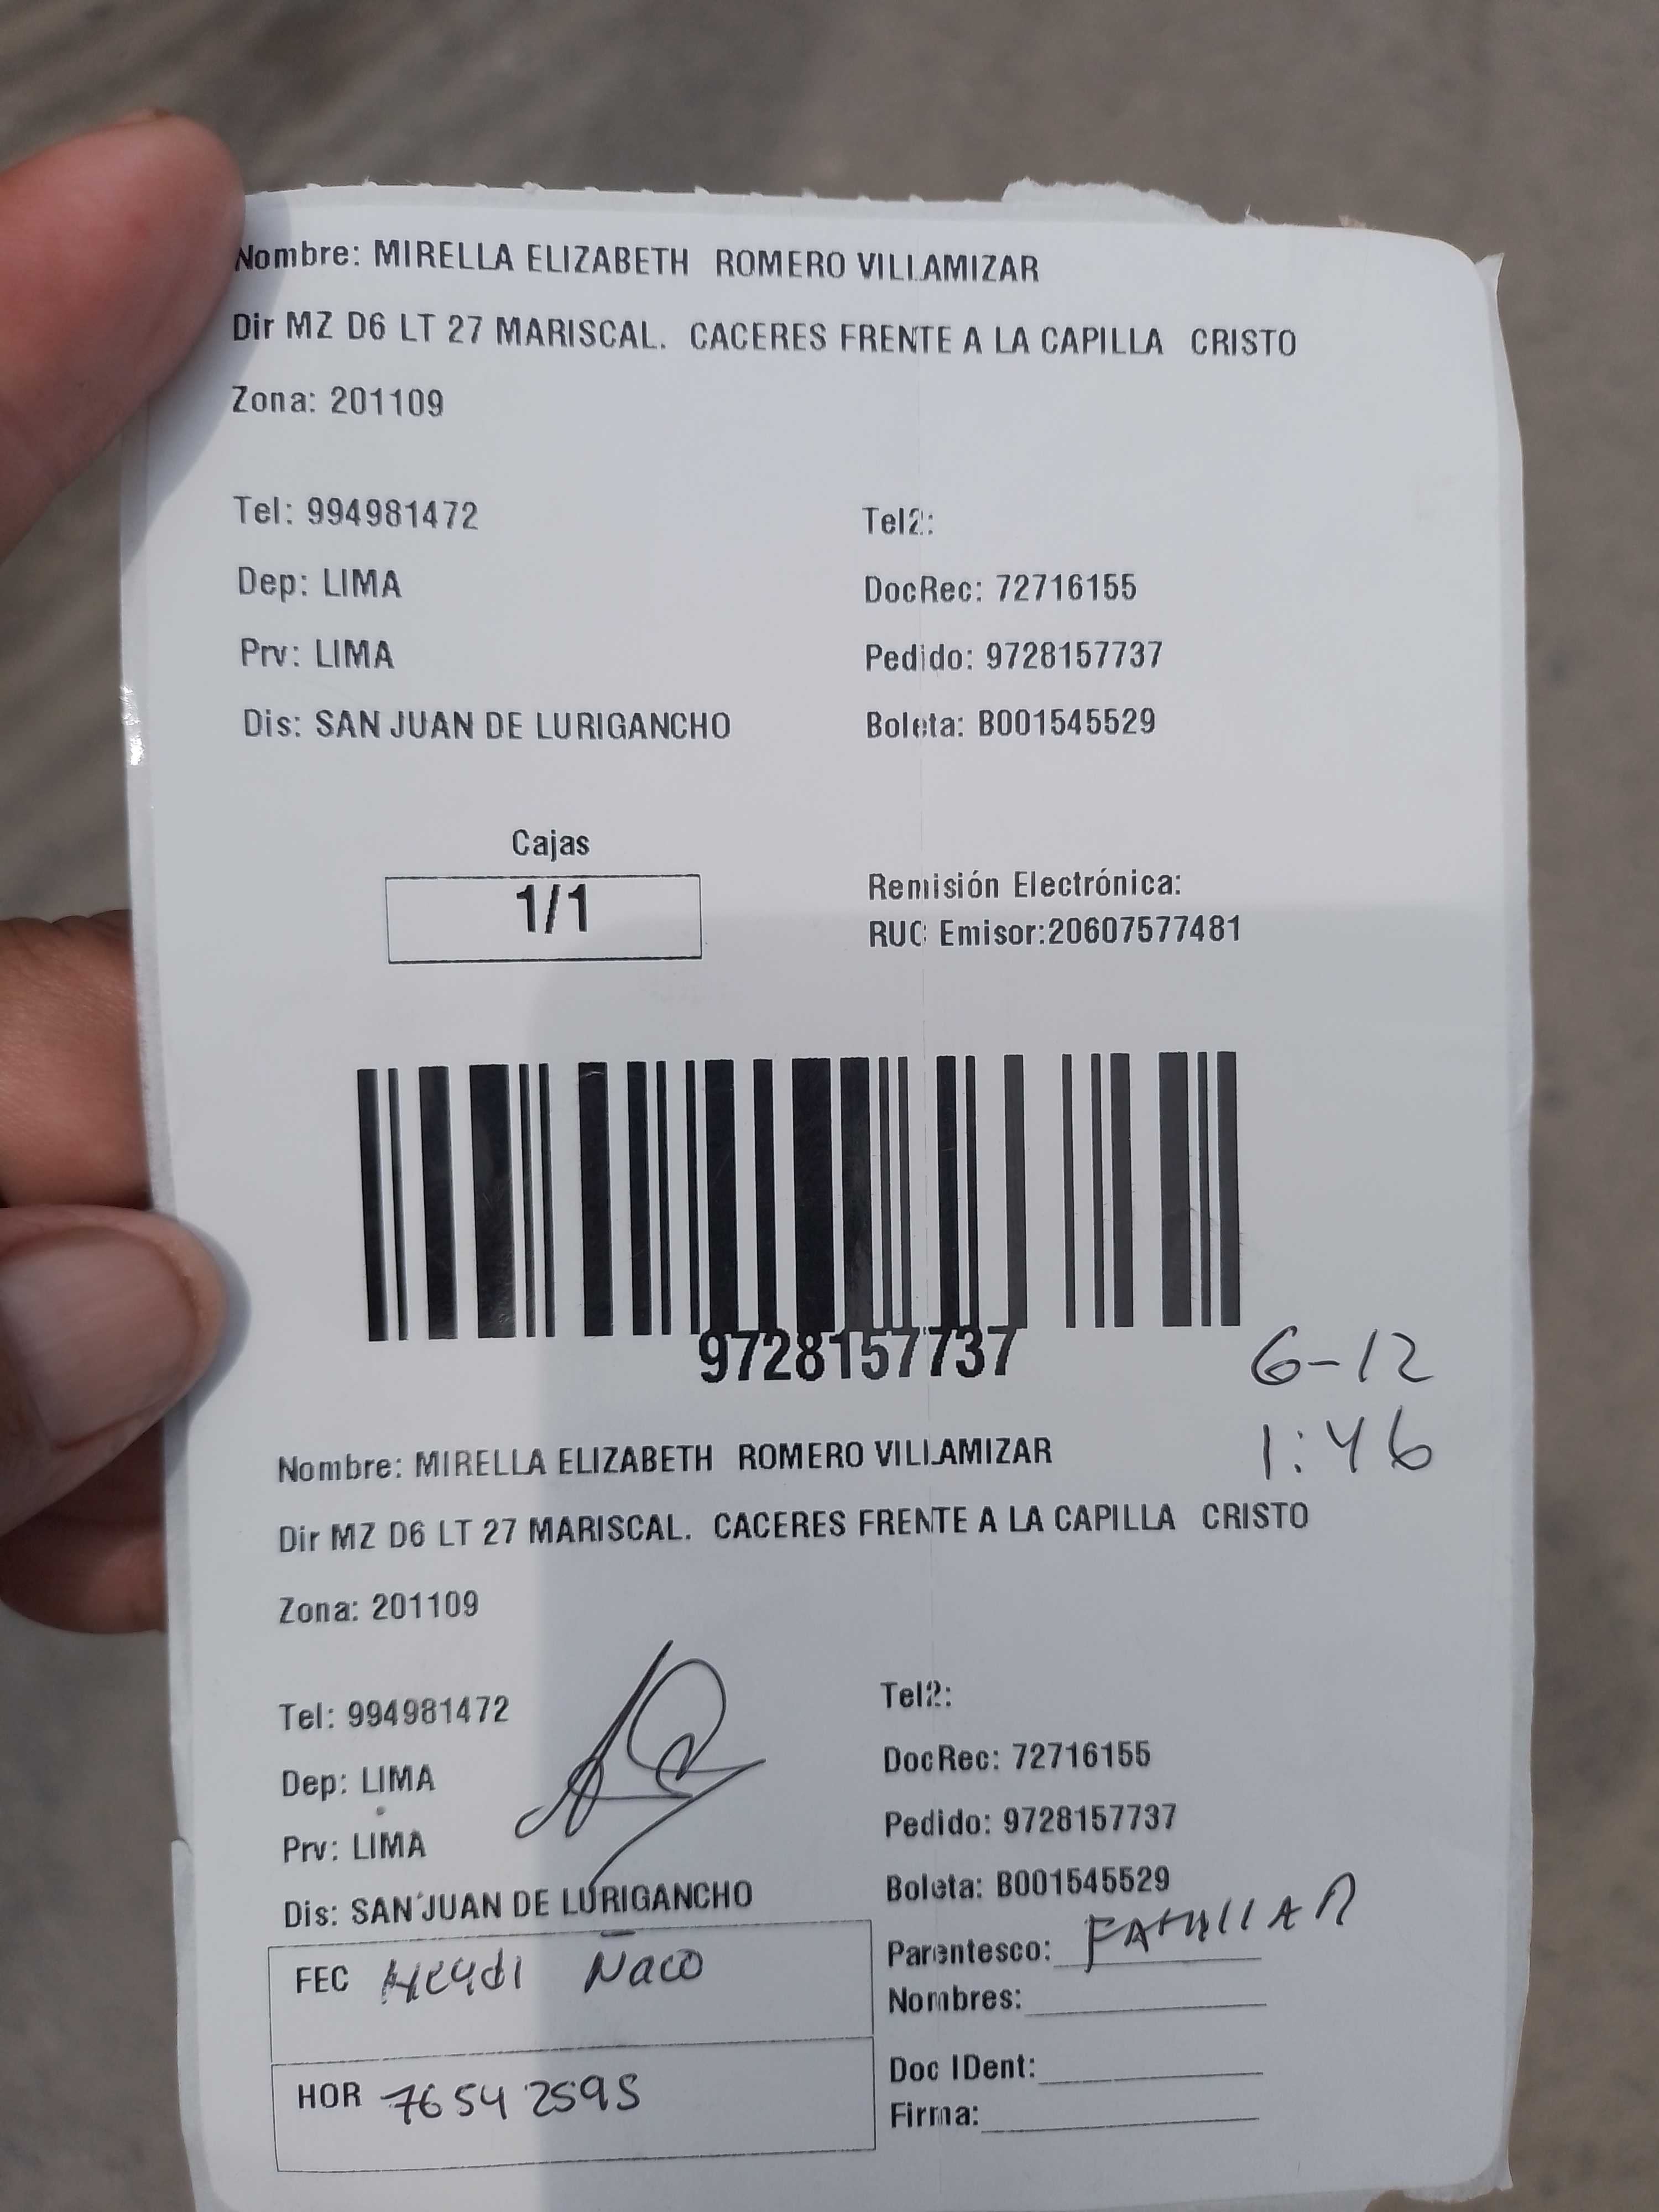 Nombre: MIRELLA ELIZABETH ROMERO VILLAMIZAR
Dir MZ D6 LT 27 MARISCAL. CACERES FRENTE A LA CAPILLA CRISTO
Zona: 201109
Tel: 994981472 Tel2:
Dep: LIMA DocRec: 72716155
Prv: LIMA Pedido: 9728157737
Dis: SAN JUAN DE LURIGANCHO Boleta: B001545529
Cajas
1/1
Remisión Electrónica:
RUC Emisor:20607577481
9728157737
6-12
1:46
Nombre: MIRELLA ELIZABETH ROMERO VILLAMIZAR
Dir MZ D6 LT 27 MARISCAL. CACERES FRENTE A LA CAPILLA CRISTO
Zona: 201109
Tel: 994981472 Tel2:
Dep: LIMA DocRec: 72716155
Prv: LIMA Pedido: 9728157737
Dis: SAN JUAN DE LURIGANCHO Boleta: B001545529
FEC Heydi Ñaco Parentesco: FAMILIAR
Nombres:
HOR 76542595 Doc IDent:
Firma: